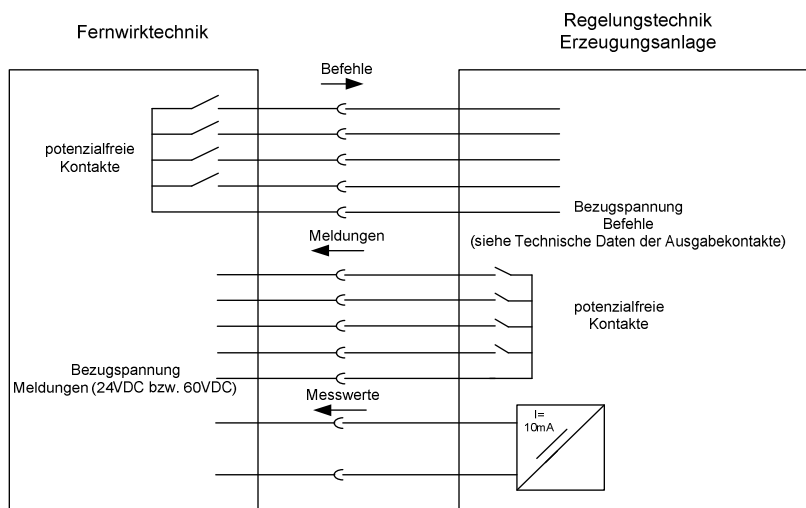 Fernwirktechnik
Regelungstechnik
Erzeugungsanlage
Befehle
potenzialfreie
Kontakte
Bezugspannung
Befehle
(siehe Technische Daten der Ausgabekontakte)
Meldungen
potenzialfreie
Kontakte
Bezugspannung
Meldungen (24VDC bzw. 60VDC)
Messwerte
I=
10mA